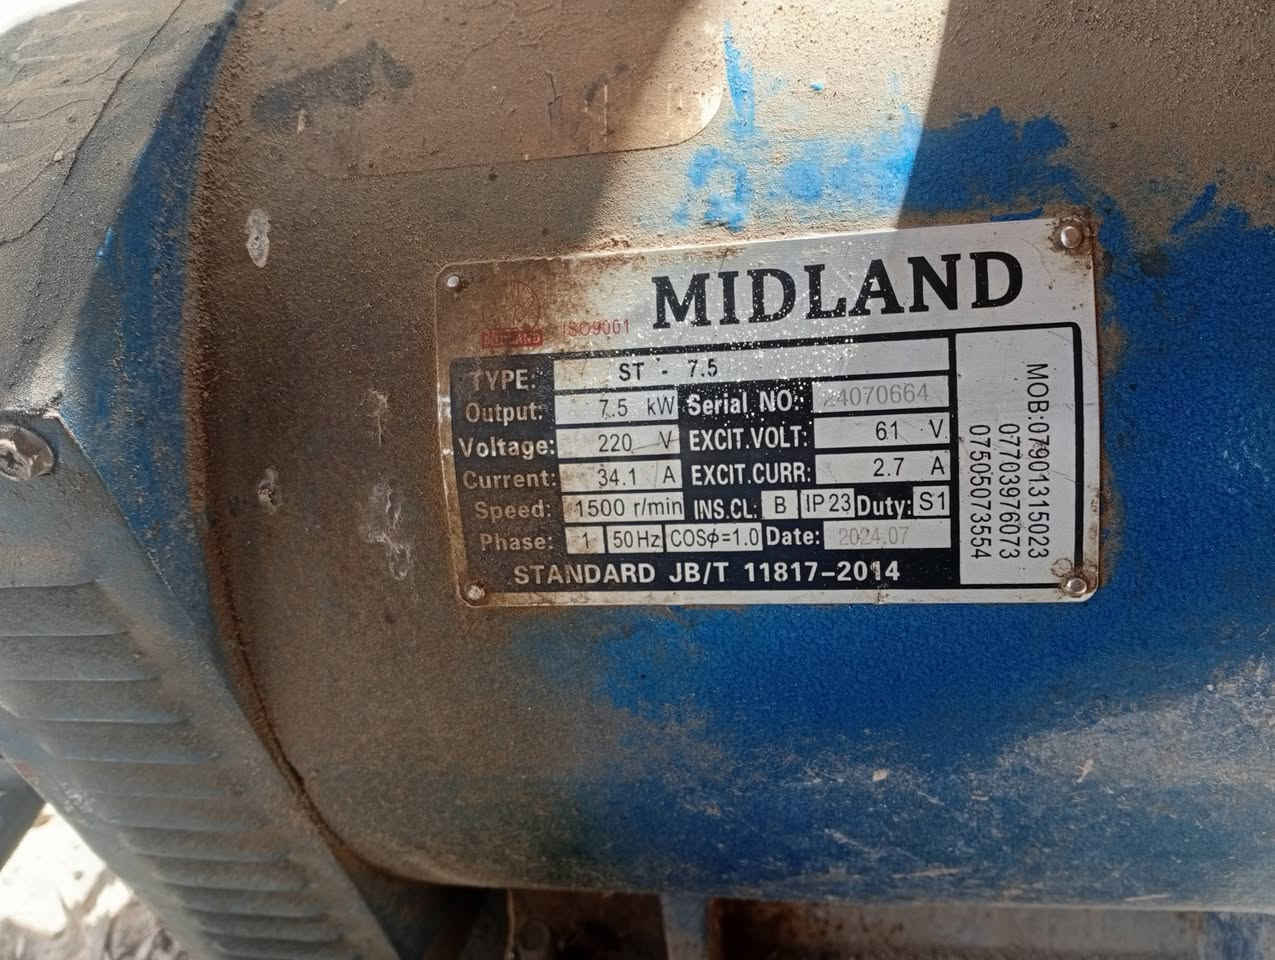 MIDLAND
ISO9001
TYPE: ST - 7.5
Output: 7.5 kW Serial NO: 24070664
Voltage: 220 V EXCIT.VOLT: 61 V
Current: 34.1 A EXCIT.CURR: 2.7 A
Speed: 1500 r/min INS.CL: B IP23 Duty: S1
Phase: 1 50Hz COSϕ=1.0 Date: 2024,07
STANDARD JB/T 11817-2014
MOB:07901315023
07703976073
07505073554